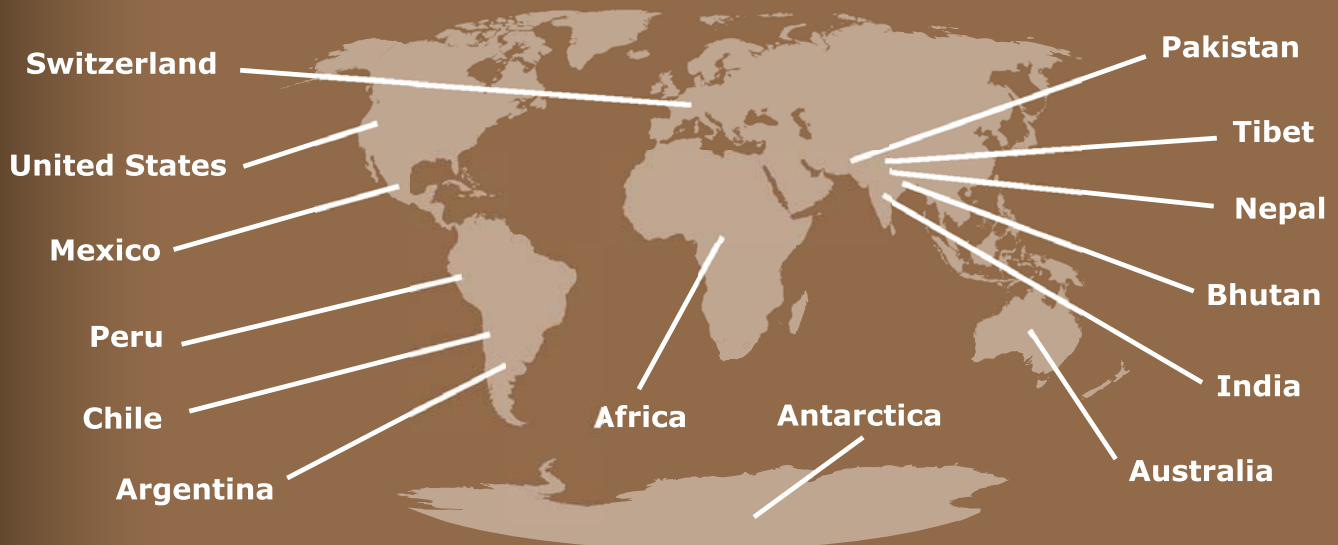 Switzerland
United States
Mexico
Peru
Chile
Argentina
Africa
Antarctica
Pakistan
Tibet
Nepal
Bhutan
India
Australia